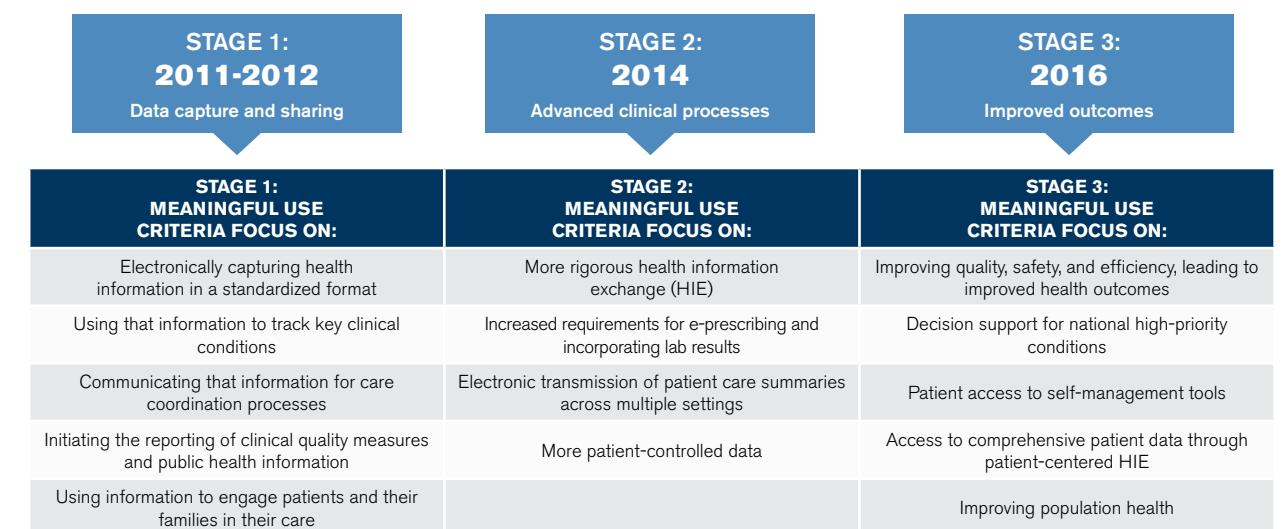 STAGE 1:
2011-2012
Data capture and sharing
STAGE 2:
2014
Advanced clinical processes
STAGE 3:
2016
Improved outcomes
STAGE 1:
MEANINGFUL USE
CRITERIA FOCUS ON:
STAGE 2:
MEANINGFUL USE
CRITERIA FOCUS ON:
STAGE 3:
MEANINGFUL USE
CRITERIA FOCUS ON:
Electronically capturing health
information in a standardized format
More rigorous health information
exchange (HIE)
Improving quality, safety, and efficiency, leading to
improved health outcomes
Using that information to track key clinical
conditions
Increased requirements for e-prescribing and
incorporating lab results
Decision support for national high-priority
conditions
Communicating that information for care
coordination processes
Electronic transmission of patient care summaries
across multiple settings
Patient access to self-management tools
Initiating the reporting of clinical quality measures
and public health information
More patient-controlled data
Access to comprehensive patient data through
patient-centered HIE
Using information to engage patients and their
families in their care
Improving population health